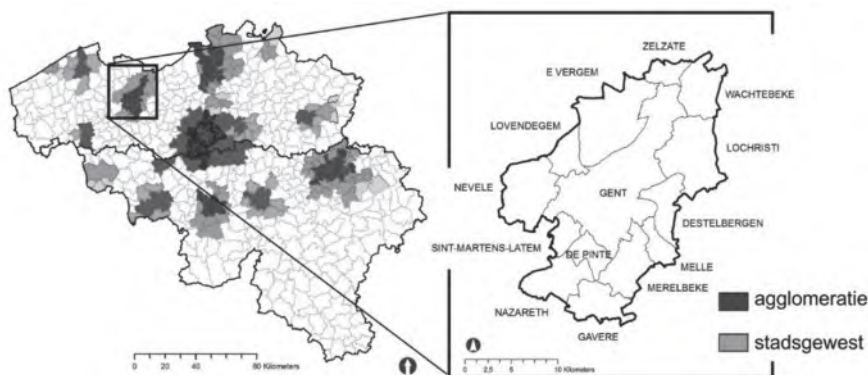 ZELZATE
E VERGEM
WACHTEBEKE
LOVENDEGEM
LOCHRISTI
NEVELE
GENT
DESTELBERGEN
SINT-MARTENS-LATEM
DE PINTE
MELLE
MERELBEKE
NAZARETH
GAVERE
agglomeratie
stadsgewest
0 20 40 80 Kilometers
0 2,5 5 10 Kilometers